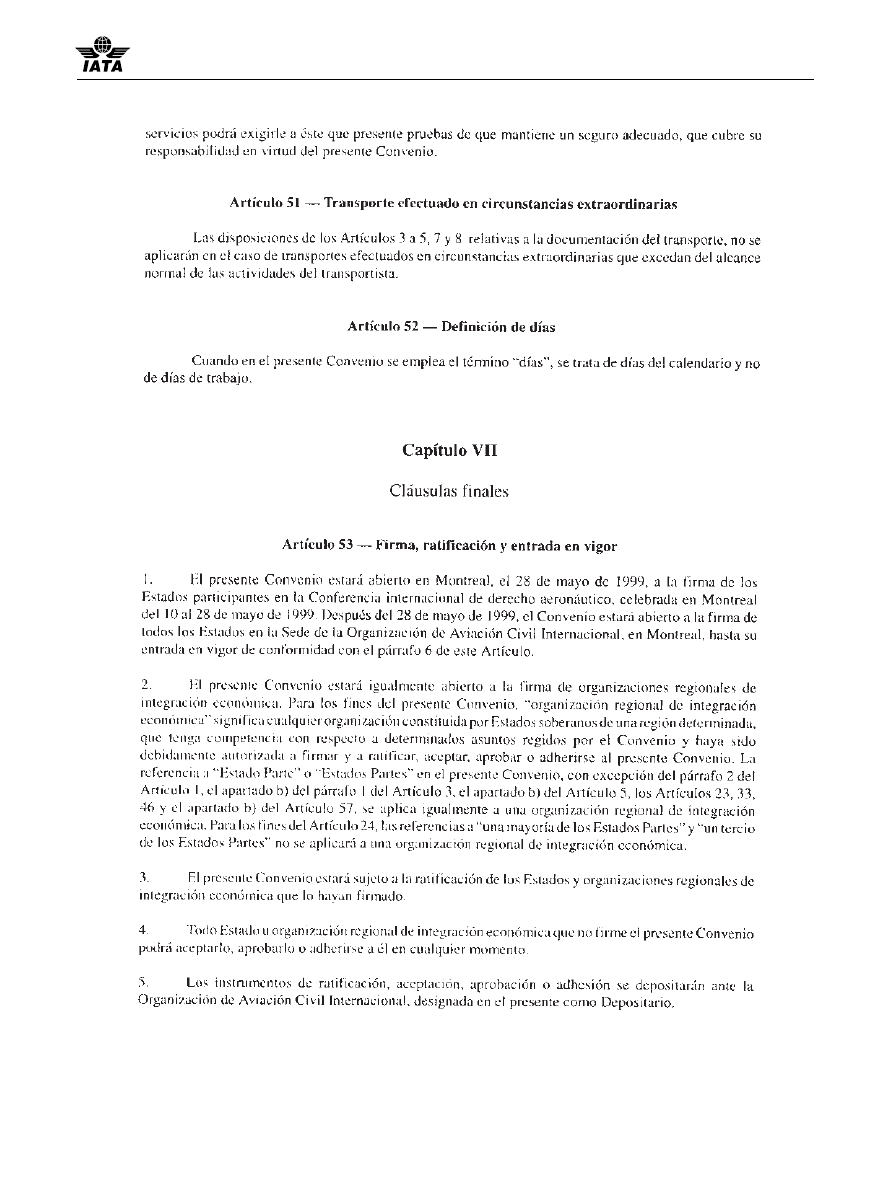 IATA
servicios podrá exigirle a éste que presente pruebas de que mantiene un seguro adecuado, que cubre su
responsabilidad en virtud del presente Convenio.
Artículo 51 — Transporte efectuado en circunstancias extraordinarias
Las disposiciones de los Artículos 3 a 5, 7 y 8 relativas a la documentación del transporte, no se
aplicarán en el caso de transportes efectuados en circunstancias extraordinarias que excedan del alcance
normal de las actividades del transportista.
Artículo 52 — Definición de días
Cuando en el presente Convenio se emplea el término “días”, se trata de días del calendario y no
de días de trabajo.
Capítulo VII
Cláusulas finales
Artículo 53 — Firma, ratificación y entrada en vigor
1. El presente Convenio estará abierto en Montreal, el 28 de mayo de 1999, a la firma de los
Estados participantes en la Conferencia internacional de derecho aeronáutico, celebrada en Montreal
del 10 al 28 de mayo de 1999. Después del 28 de mayo de 1999, el Convenio estará abierto a la firma de
todos los Estados en la Sede de la Organización de Aviación Civil Internacional, en Montreal, hasta su
entrada en vigor de conformidad con el párrafo 6 de este Artículo.
2. El presente Convenio estará igualmente abierto a la firma de organizaciones regionales de
integración económica. Para los fines del presente Convenio, “organización regional de integración
económica” significa cualquier organización constituida por Estados soberanos de una región determinada,
que tenga competencia con respecto a determinados asuntos regidos por el Convenio y haya sido
debidamente autorizada a firmar y a ratificar, aceptar, aprobar o adherirse al presente Convenio. La
referencia a “Estado Parte” o “Estados Partes” en el presente Convenio, con excepción del párrafo 2 del
Artículo 1, el apartado b) del párrafo 1 del Artículo 3, el apartado b) del Artículo 5, los Artículos 23, 33,
46 y el apartado b) del Artículo 57, se aplica igualmente a una organización regional de integración
económica. Para los fines del Artículo 24, las referencias a “una mayoría de los Estados Partes” y “un tercio
de los Estados Partes” no se aplicará a una organización regional de integración económica.
3. El presente Convenio estará sujeto a la ratificación de los Estados y organizaciones regionales de
integración económica que lo hayan firmado.
4. Todo Estado u organización regional de integración económica que no firme el presente Convenio
podrá aceptarlo, aprobarlo o adherirse a él en cualquier momento.
5. Los instrumentos de ratificación, aceptación, aprobación o adhesión se depositarán ante la
Organización de Aviación Civil Internacional, designada en el presente como Depositario.